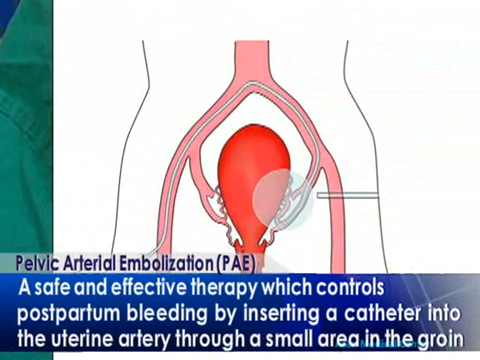 Pelvic Arterial Embolization (PAE)
A safe and effective therapy which controls
postpartum bleeding by inserting a catheter into
the uterine artery through a small area in the groin